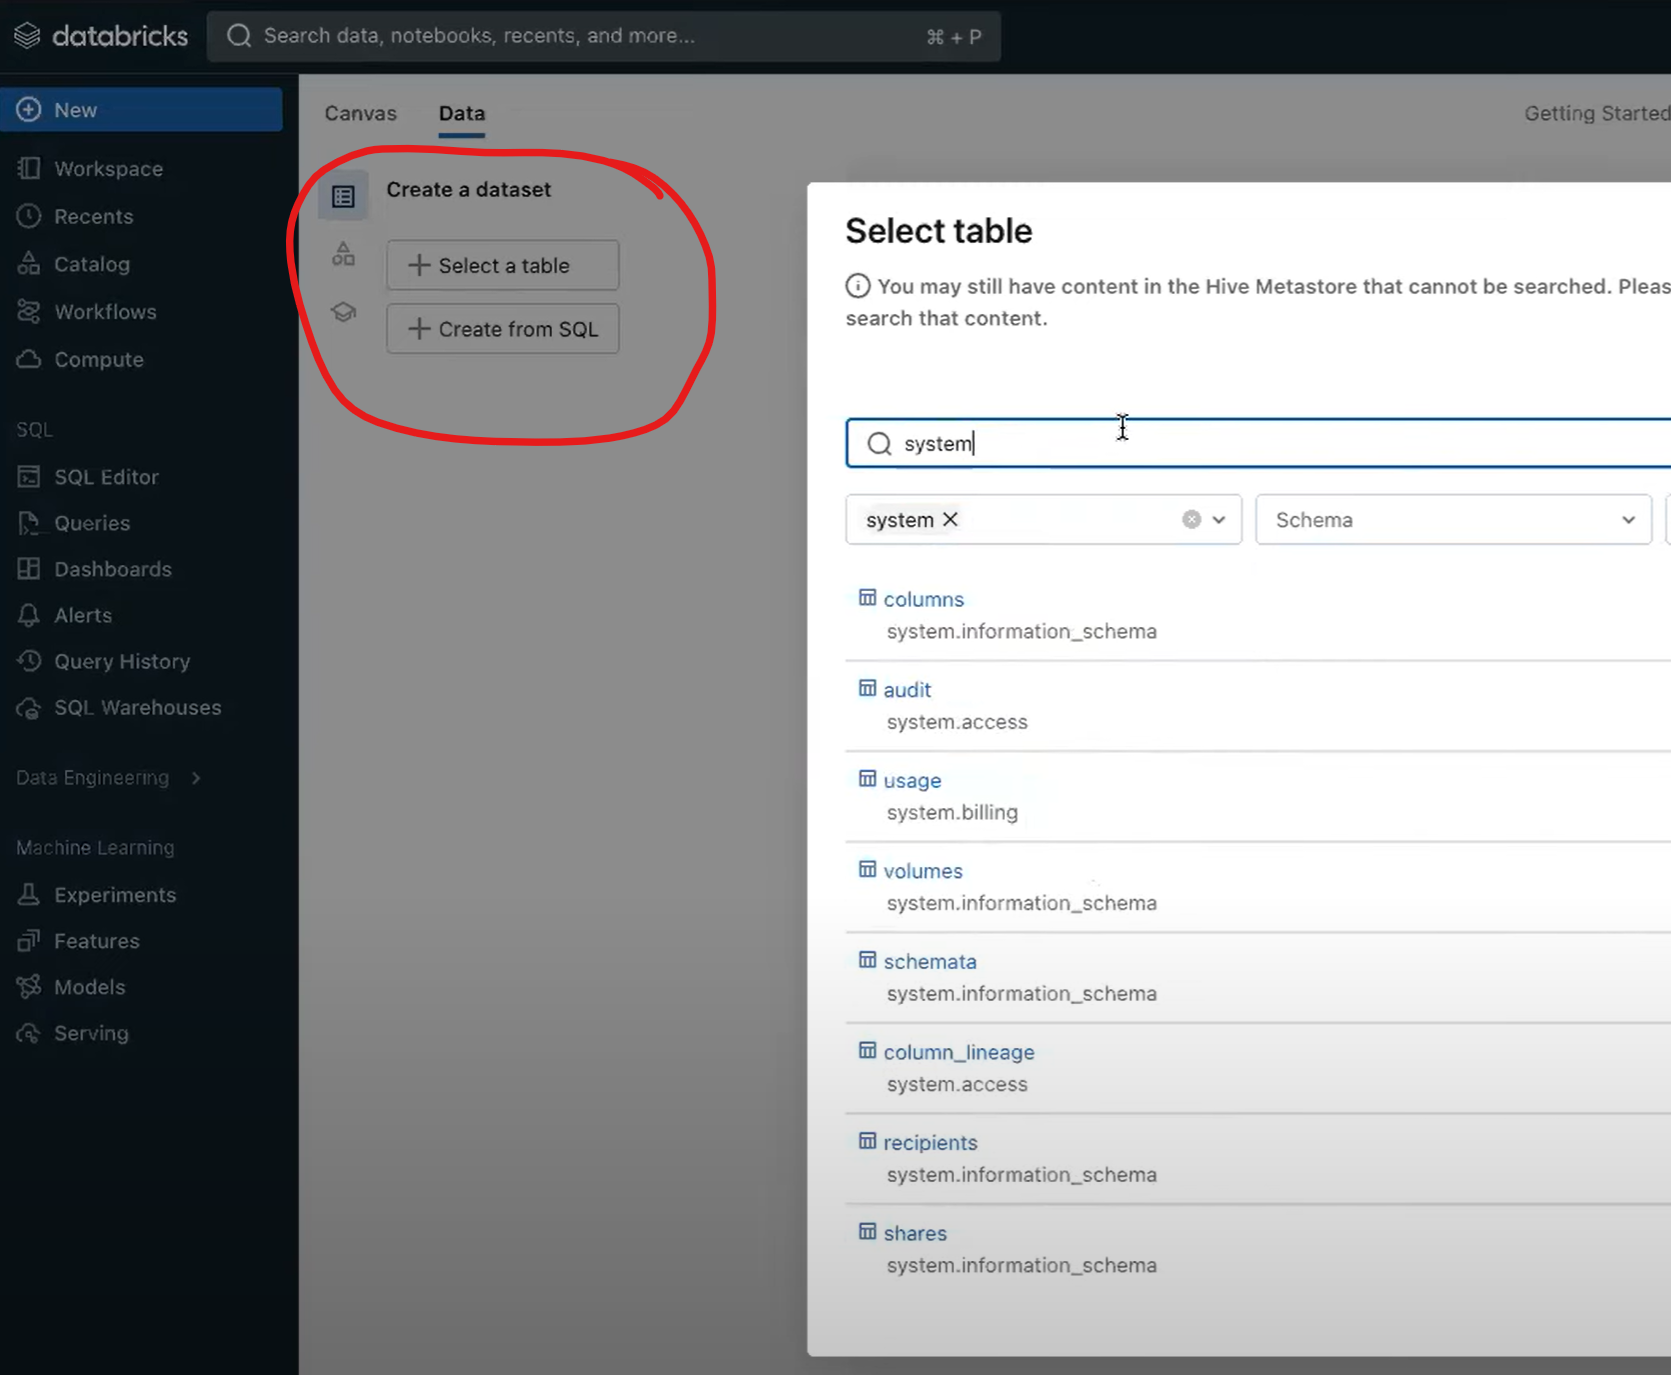 databricks
Search data, notebooks, recents, and more...
⌘ + P
New
Workspace
Recents
Catalog
Workflows
Compute
SQL
SQL Editor
Queries
Dashboards
Alerts
Query History
SQL Warehouses
Data Engineering
Machine Learning
Experiments
Features
Models
Serving
Canvas
Data
Getting Started
Create a dataset
+ Select a table
+ Create from SQL
Select table
You may still have content in the Hive Metastore that cannot be searched. Pleas
search that content.
system
system
Schema
columns
system.information_schema
audit
system.access
usage
system.billing
volumes
system.information_schema
schemata
system.information_schema
column_lineage
system.access
recipients
system.information_schema
shares
system.information_schema